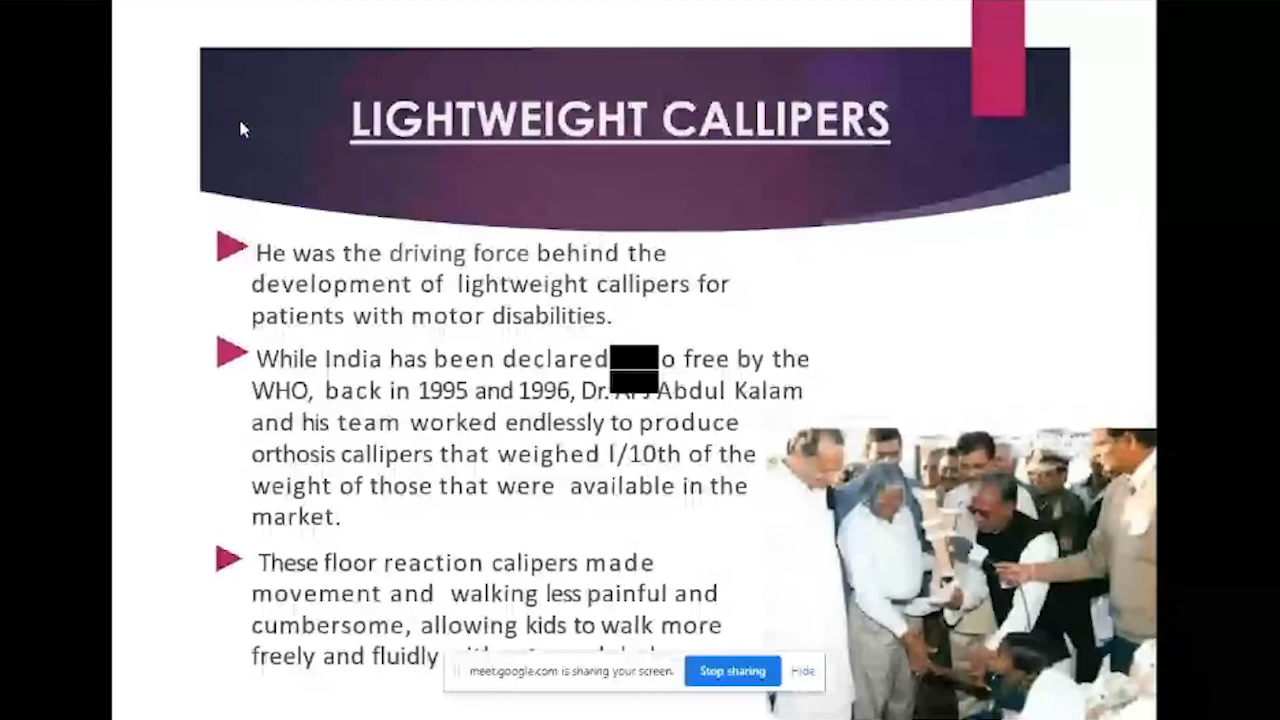 LIGHTWEIGHT CALLIPERS
He was the driving force behind the
development of lightweight callipers for
patients with motor disabilities.
While India has been declared free by the
WHO, back in 1995 and 1996, Dr. Abdul Kalam
and his team worked endlessly to produce
orthosis callipers that weighed l/10th of the
weight of those that were available in the
market.
These floor reaction calipers made
movement and walking less painful and
cumbersome, allowing kids to walk more
freely and fluidly
meet.google.com is sharing your screen. Stop sharing Hide